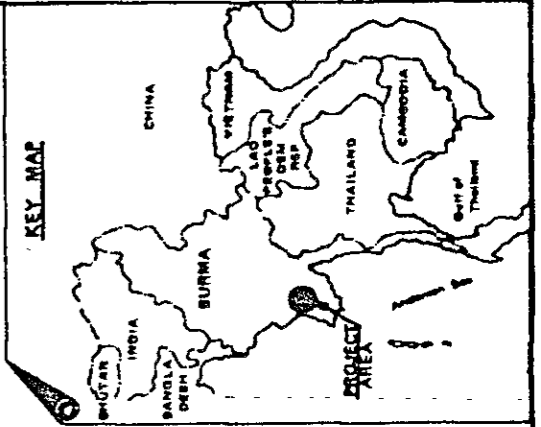 KEY MAP
CHINA
BHUTAN
INDIA
BANGLA
DESH
BURMA
VIETNAM
LAO
PEOPLE'S
DEM
REP
THAILAND
CAMBODIA
Gulf of
Thailand
Andaman Sea
PROJECT
AREA